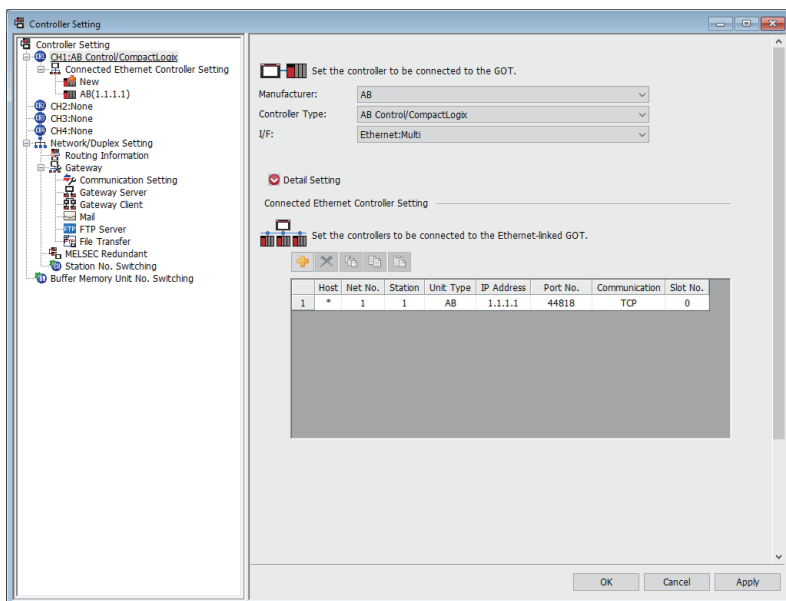 Controller Setting
Controller Setting
CH1:AB Control/CompactLogix
Connected Ethernet Controller Setting
New
AB(1.1.1.1)
CH2:None
CH3:None
CH4:None
Network/Duplex Setting
Routing Information
Gateway
Communication Setting
Gateway Server
Gateway Client
Mail
FTP Server
File Transfer
MELSEC Redundant
Station No. Switching
Buffer Memory Unit No. Switching
Set the controller to be connected to the GOT.
Manufacturer: AB
Controller Type: AB Control/CompactLogix
I/F: Ethernet:Multi
Detail Setting
Connected Ethernet Controller Setting
Set the controllers to be connected to the Ethernet-linked GOT.
Host Net No. Station Unit Type IP Address Port No. Communication Slot No.
1 * 1 1 AB 1.1.1.1 44818 TCP 0
OK Cancel Apply